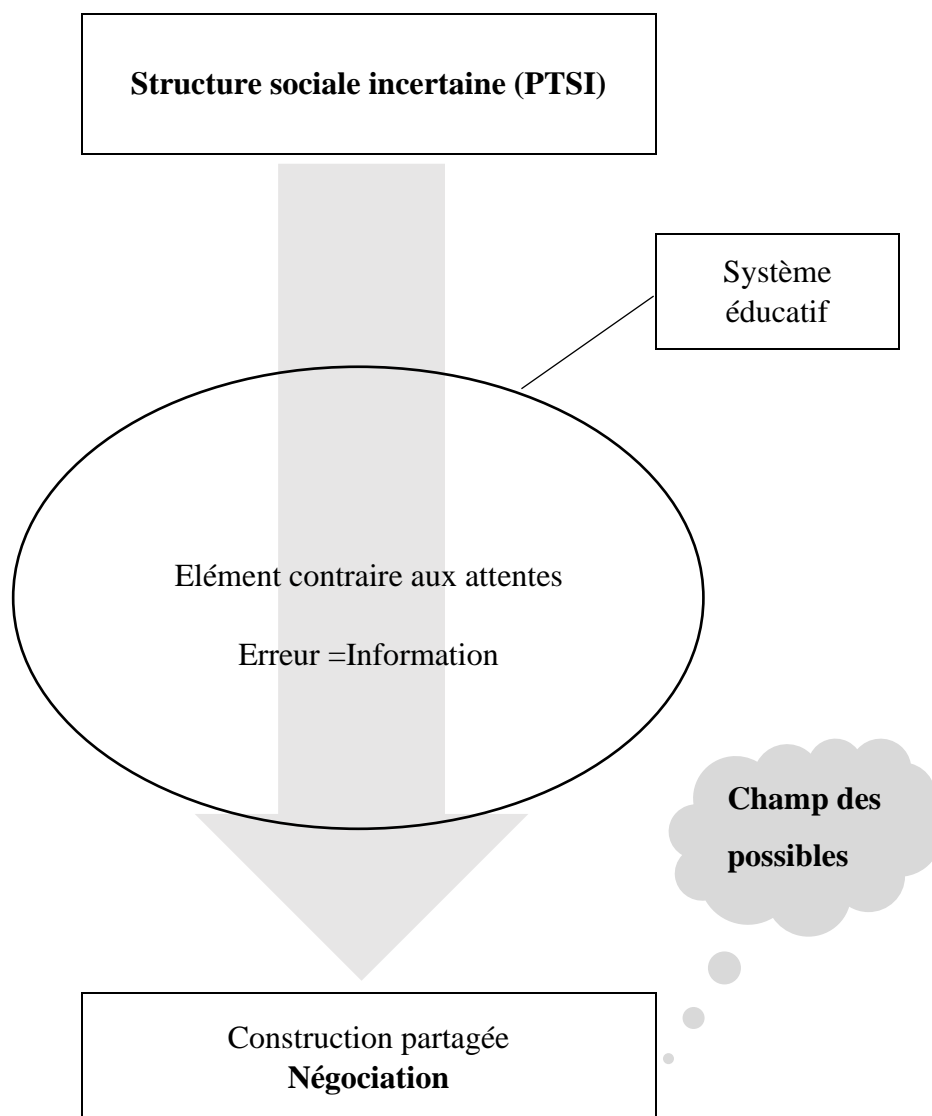 Structure sociale incertaine (PTSI)
Système
éducatif
Elément contraire aux attentes
Erreur =Information
Champ des
possibles
Construction partagée
Négociation